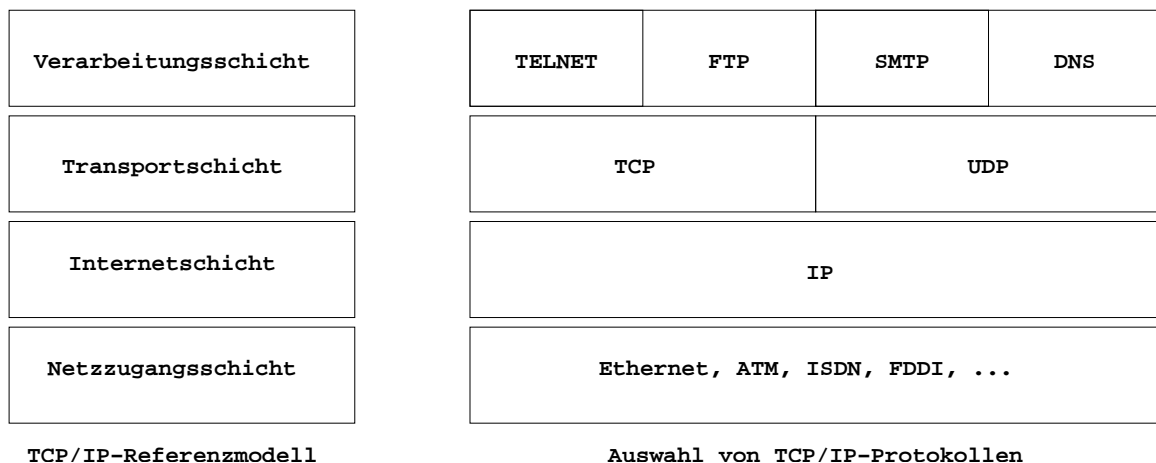 Verarbeitungsschicht
TELNET FTP SMTP DNS
Transportschicht
TCP UDP
Internetschicht
IP
Netzzugangsschicht
Ethernet, ATM, ISDN, FDDI, ...
TCP/IP-Referenzmodell
Auswahl von TCP/IP-Protokollen